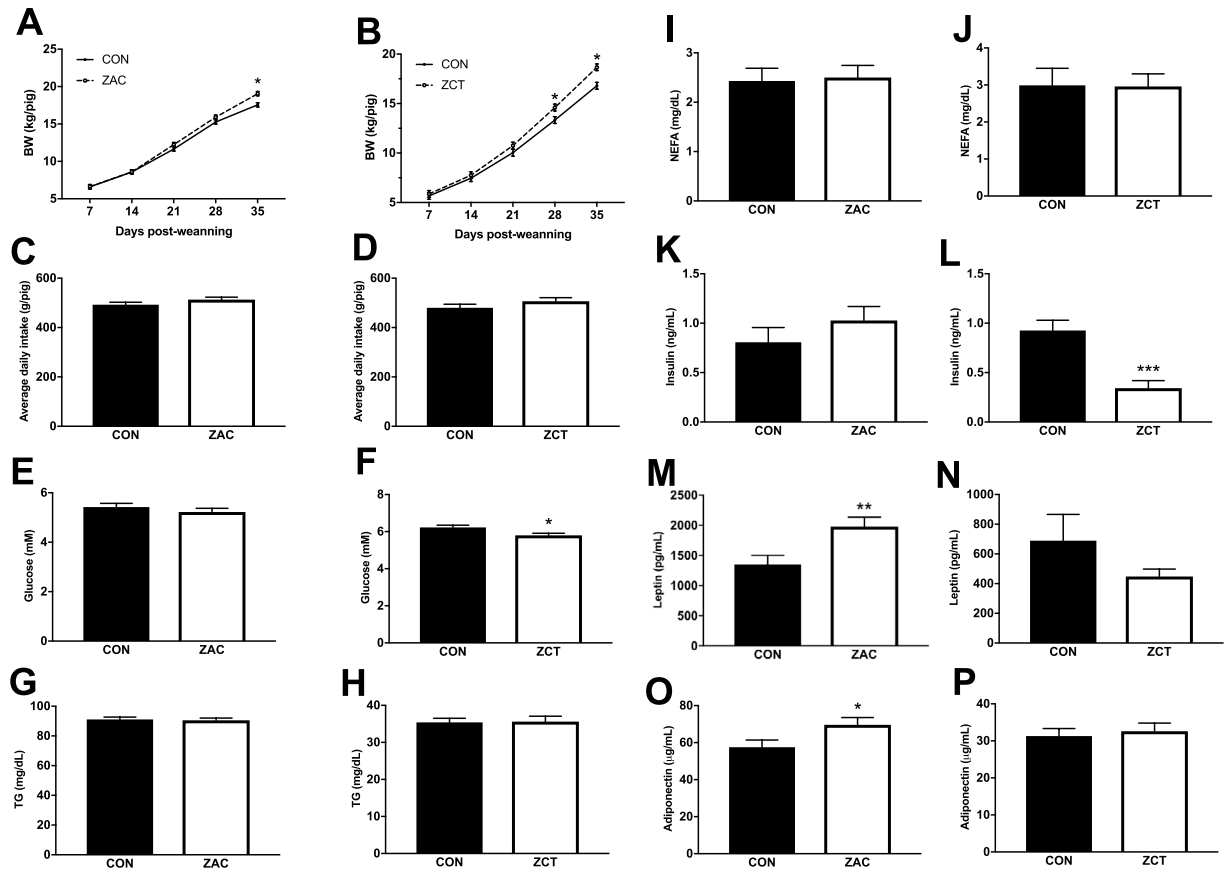 A
25
20
15
10
5
BW (kg/pig)
CON
ZAC
*
7 14 21 28 35
Days post-weanning
B
20
15
10
5
BW (kg/pig)
CON
ZCT
*
*
7 14 21 28 35
Days post-weanning
I
3
2
1
0
NEFA (mg/dL)
CON ZAC
J
4
3
2
1
0
NEFA (mg/dL)
CON ZCT
C
600
400
200
0
Average daily intake (g/pig)
CON ZAC
D
600
400
200
0
Average daily intake (g/pig)
CON ZCT
K
1.5
1.0
0.5
0.0
Insulin (ng/mL)
CON ZAC
L
1.5
1.0
0.5
0.0
Insulin (ng/mL)
***
CON ZCT
E
6
4
2
0
Glucose (mM)
CON ZAC
F
8
6
4
2
0
Glucose (mM)
*
CON ZCT
M
2500
2000
1500
1000
500
0
Leptin (pg/mL)
**
CON ZAC
N
1000
800
600
400
200
0
Leptin (pg/mL)
CON ZCT
G
100
80
60
40
20
0
TG (mg/dL)
CON ZAC
H
40
30
20
10
0
TG (mg/dL)
CON ZCT
O
80
60
40
20
0
Adiponectin (µg/mL)
*
CON ZAC
P
40
30
20
10
0
Adiponectin (µg/mL)
CON ZCT